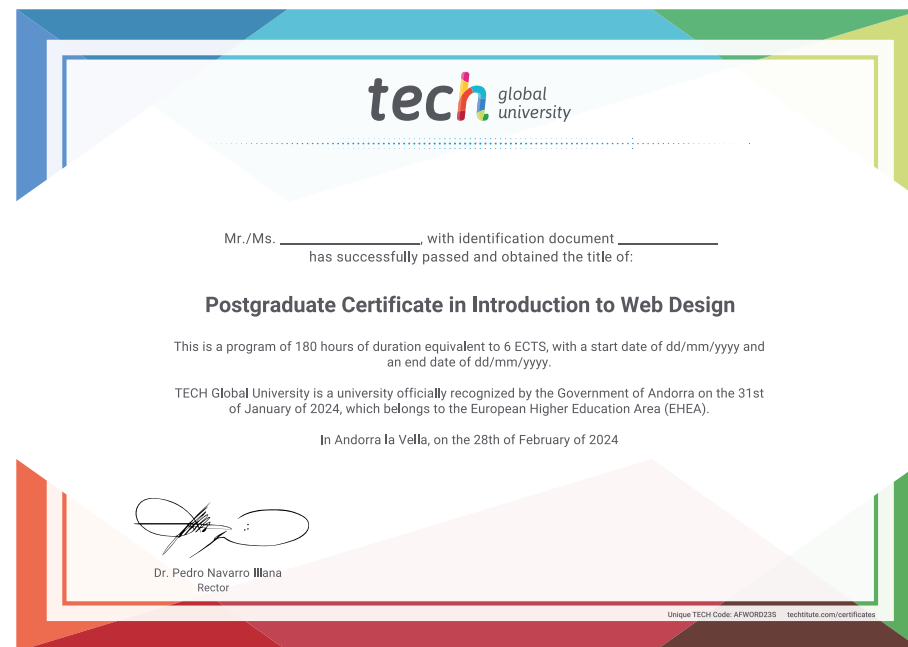 tech global
university
Mr./Ms. ____________________, with identification document ______________
has successfully passed and obtained the title of:
Postgraduate Certificate in Introduction to Web Design
This is a program of 180 hours of duration equivalent to 6 ECTS, with a start date of dd/mm/yyyy and
an end date of dd/mm/yyyy.
TECH Global University is a university officially recognized by the Government of Andorra on the 31st
of January of 2024, which belongs to the European Higher Education Area (EHEA).
In Andorra la Vella, on the 28th of February of 2024
Dr. Pedro Navarro Illana
Rector
Unique TECH Code: AFWORD23S techtitute.com/certificates